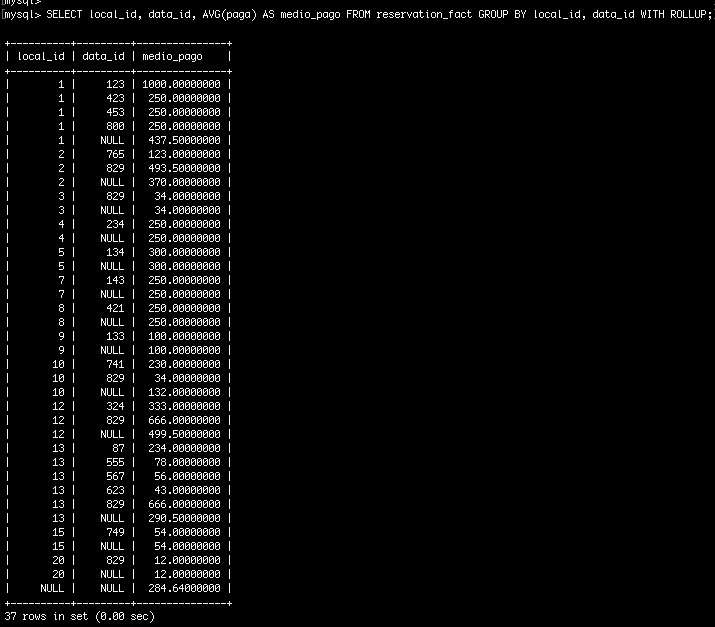 mysql>
mysql> SELECT local_id, data_id, AVG(paga) AS medio_pago FROM reservation_fact GROUP BY local_id, data_id WITH ROLLUP;
+----------+---------+---------------+
| local_id | data_id | medio_pago    |
+----------+---------+---------------+
|        1 |     123 | 1000.00000000 |
|        1 |     423 |  250.00000000 |
|        1 |     453 |  250.00000000 |
|        1 |     800 |  250.00000000 |
|        1 |    NULL |  437.50000000 |
|        2 |     765 |  123.00000000 |
|        2 |     829 |  493.50000000 |
|        2 |    NULL |  370.00000000 |
|        3 |     829 |   34.00000000 |
|        3 |    NULL |   34.00000000 |
|        4 |     234 |  250.00000000 |
|        4 |    NULL |  250.00000000 |
|        5 |     134 |  300.00000000 |
|        5 |    NULL |  300.00000000 |
|        7 |     143 |  250.00000000 |
|        7 |    NULL |  250.00000000 |
|        8 |     421 |  250.00000000 |
|        8 |    NULL |  250.00000000 |
|        9 |     133 |  100.00000000 |
|        9 |    NULL |  100.00000000 |
|       10 |     741 |  230.00000000 |
|       10 |     829 |   34.00000000 |
|       10 |    NULL |  132.00000000 |
|       12 |     324 |  333.00000000 |
|       12 |     829 |  666.00000000 |
|       12 |    NULL |  499.50000000 |
|       13 |      87 |  234.00000000 |
|       13 |     555 |   78.00000000 |
|       13 |     567 |   56.00000000 |
|       13 |     623 |   43.00000000 |
|       13 |     829 |  666.00000000 |
|       13 |    NULL |  290.50000000 |
|       15 |     749 |   54.00000000 |
|       15 |    NULL |   54.00000000 |
|       20 |     829 |   12.00000000 |
|       20 |    NULL |   12.00000000 |
|     NULL |    NULL |  284.64000000 |
+----------+---------+---------------+
37 rows in set (0.00 sec)